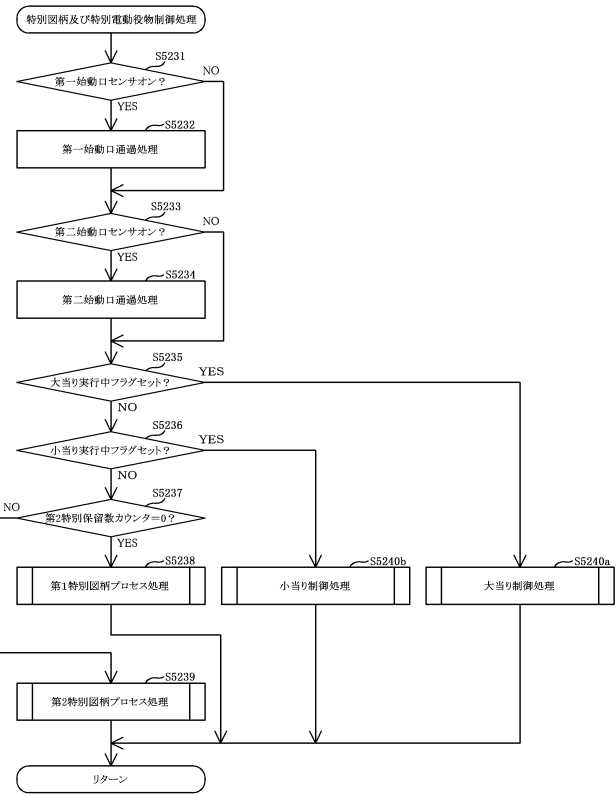 特別図柄及び特別電動役物制御処理
S5231
第一始動口センサオン？
NO
YES
S5232
第一始動口通過処理
S5233
第二始動口センサオン？
NO
YES
S5234
第二始動口通過処理
S5235
大当り実行中フラグセット？
YES
NO
S5236
小当り実行中フラグセット？
YES
NO
S5237
第2特別保留数カウンタ=0？
NO
YES
S5238
第1特別図柄プロセス処理
S5240b
小当り制御処理
S5240a
大当り制御処理
S5239
第2特別図柄プロセス処理
リターン